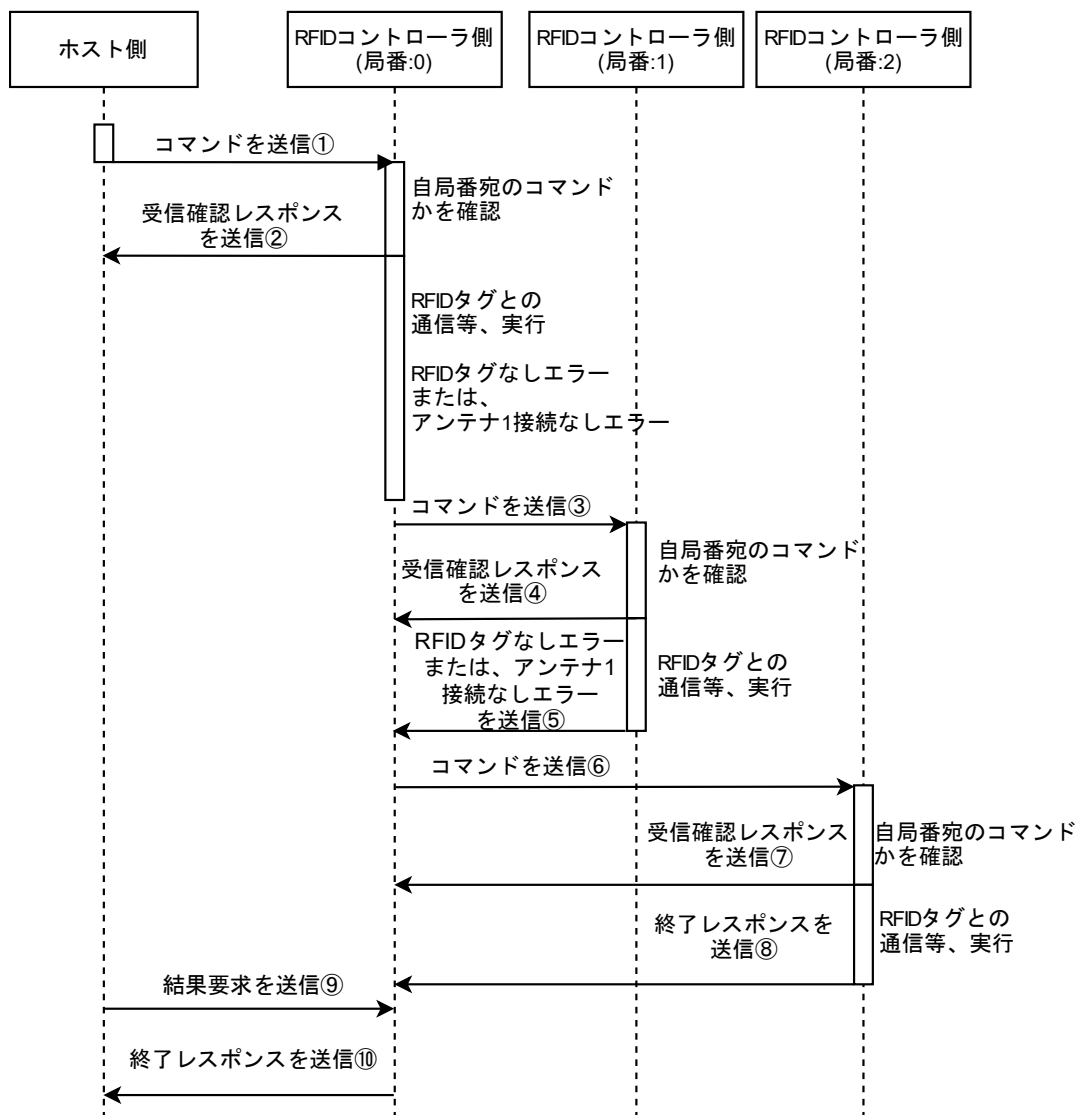 ホスト側
RFIDコントローラ側
(局番:0)
RFIDコントローラ側
(局番:1)
RFIDコントローラ側
(局番:2)
コマンドを送信①
自局番宛のコマンド
かを確認
受信確認レスポンス
を送信②
RFIDタグとの
通信等、実行
RFIDタグなしエラー
または、
アンテナ1接続なしエラー
コマンドを送信③
自局番宛のコマンド
かを確認
受信確認レスポンス
を送信④
RFIDタグなしエラー
または、アンテナ1
接続なしエラー
を送信⑤
RFIDタグとの
通信等、実行
コマンドを送信⑥
受信確認レスポンス
を送信⑦
自局番宛のコマンド
かを確認
終了レスポンスを
送信⑧
RFIDタグとの
通信等、実行
結果要求を送信⑨
終了レスポンスを送信⑩